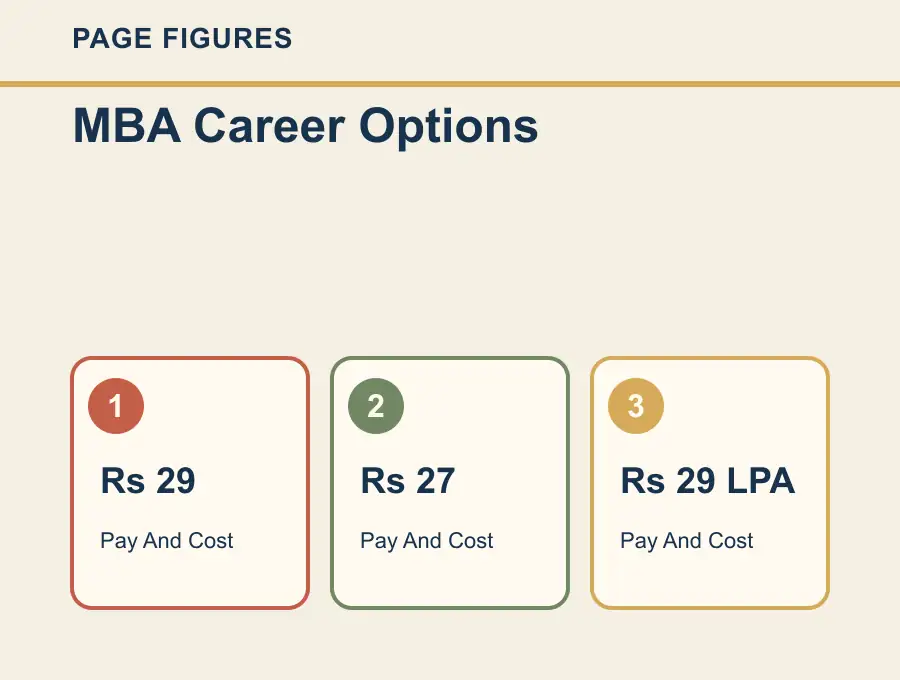 PAGE FIGURES
MBA Career Options
1
Rs 29
Pay And Cost
2
Rs 27
Pay And Cost
3
Rs 29 LPA
Pay And Cost